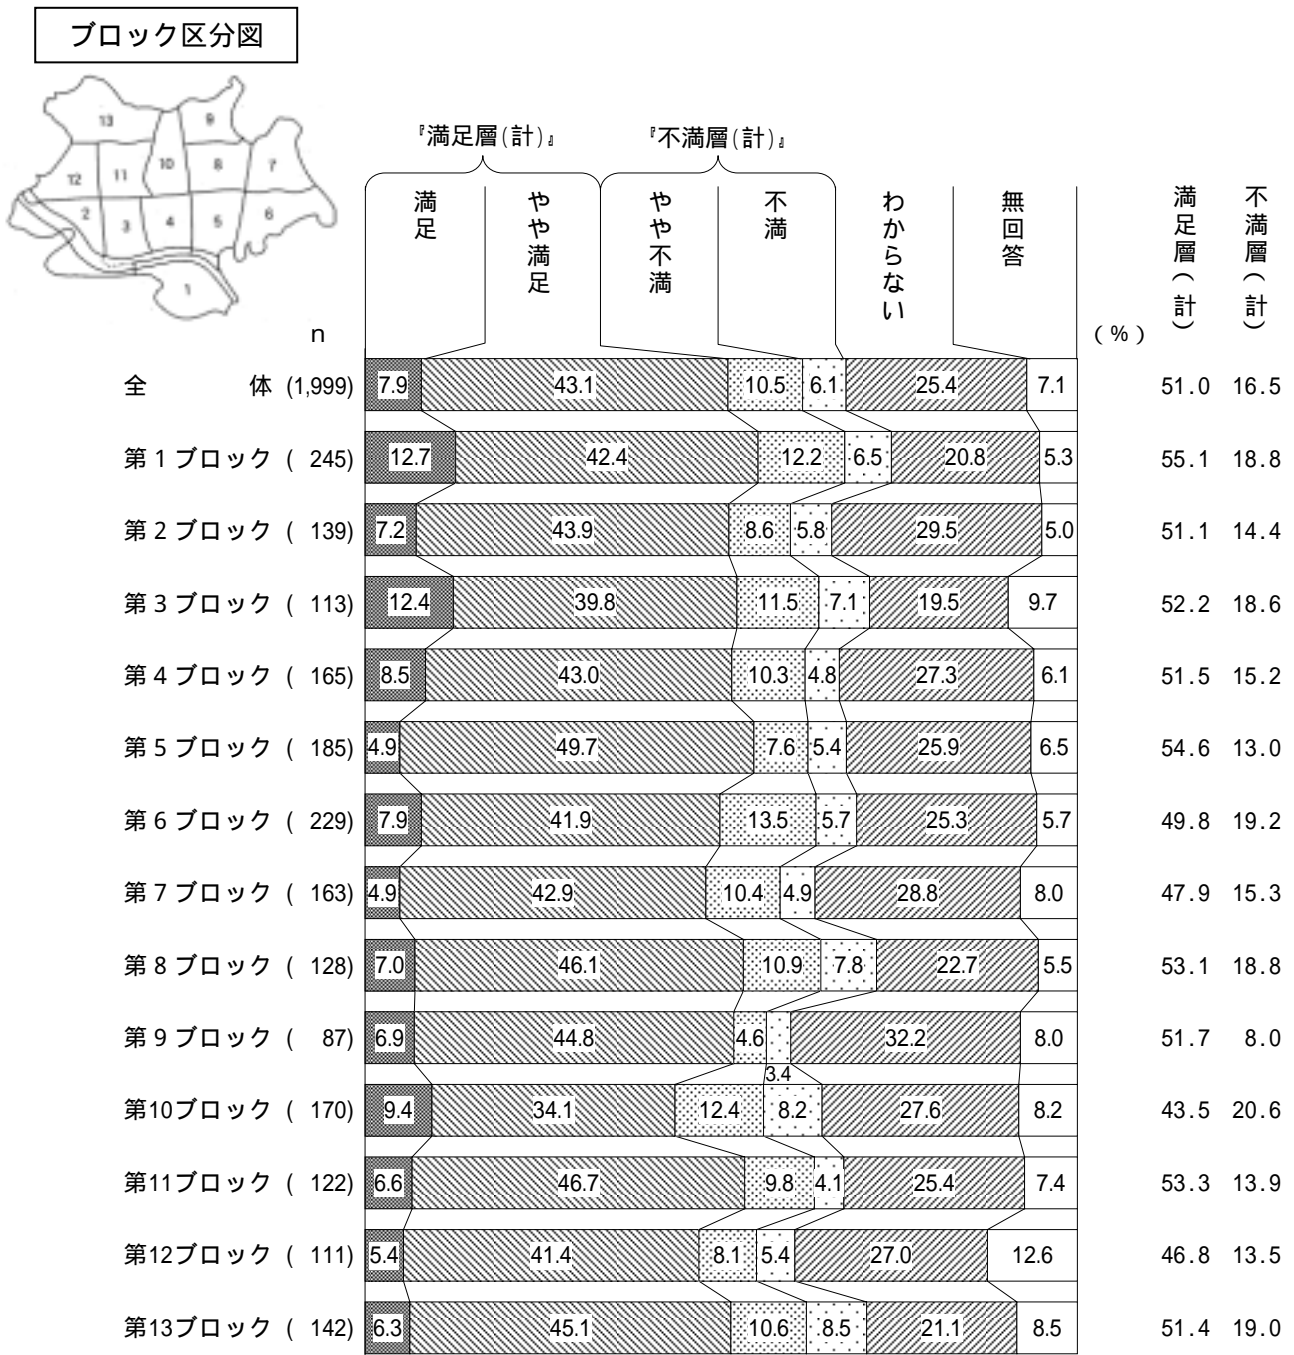 ブロック区分図
13
9
10
8
7
12
11
2
3
4
5
6
1
『満足層(計)』 『不満層(計)』
満足 やや満足 やや不満 不満 わからない 無回答 満足層(計) 不満層(計)
n (%)
全体 (1,999) 7.9 43.1 10.5 6.1 25.4 7.1 51.0 16.5
第1ブロック ( 245) 12.7 42.4 12.2 6.5 20.8 5.3 55.1 18.8
第2ブロック ( 139) 7.2 43.9 8.6 5.8 29.5 5.0 51.1 14.4
第3ブロック ( 113) 12.4 39.8 11.5 7.1 19.5 9.7 52.2 18.6
第4ブロック ( 165) 8.5 43.0 10.3 4.8 27.3 6.1 51.5 15.2
第5ブロック ( 185) 4.9 49.7 7.6 5.4 25.9 6.5 54.6 13.0
第6ブロック ( 229) 7.9 41.9 13.5 5.7 25.3 5.7 49.8 19.2
第7ブロック ( 163) 4.9 42.9 10.4 4.9 28.8 8.0 47.9 15.3
第8ブロック ( 128) 7.0 46.1 10.9 7.8 22.7 5.5 53.1 18.8
第9ブロック ( 87) 6.9 44.8 4.6 32.2 8.0 51.7 8.0
3.4
第10ブロック ( 170) 9.4 34.1 12.4 8.2 27.6 8.2 43.5 20.6
第11ブロック ( 122) 6.6 46.7 9.8 4.1 25.4 7.4 53.3 13.9
第12ブロック ( 111) 5.4 41.4 8.1 5.4 27.0 12.6 46.8 13.5
第13ブロック ( 142) 6.3 45.1 10.6 8.5 21.1 8.5 51.4 19.0